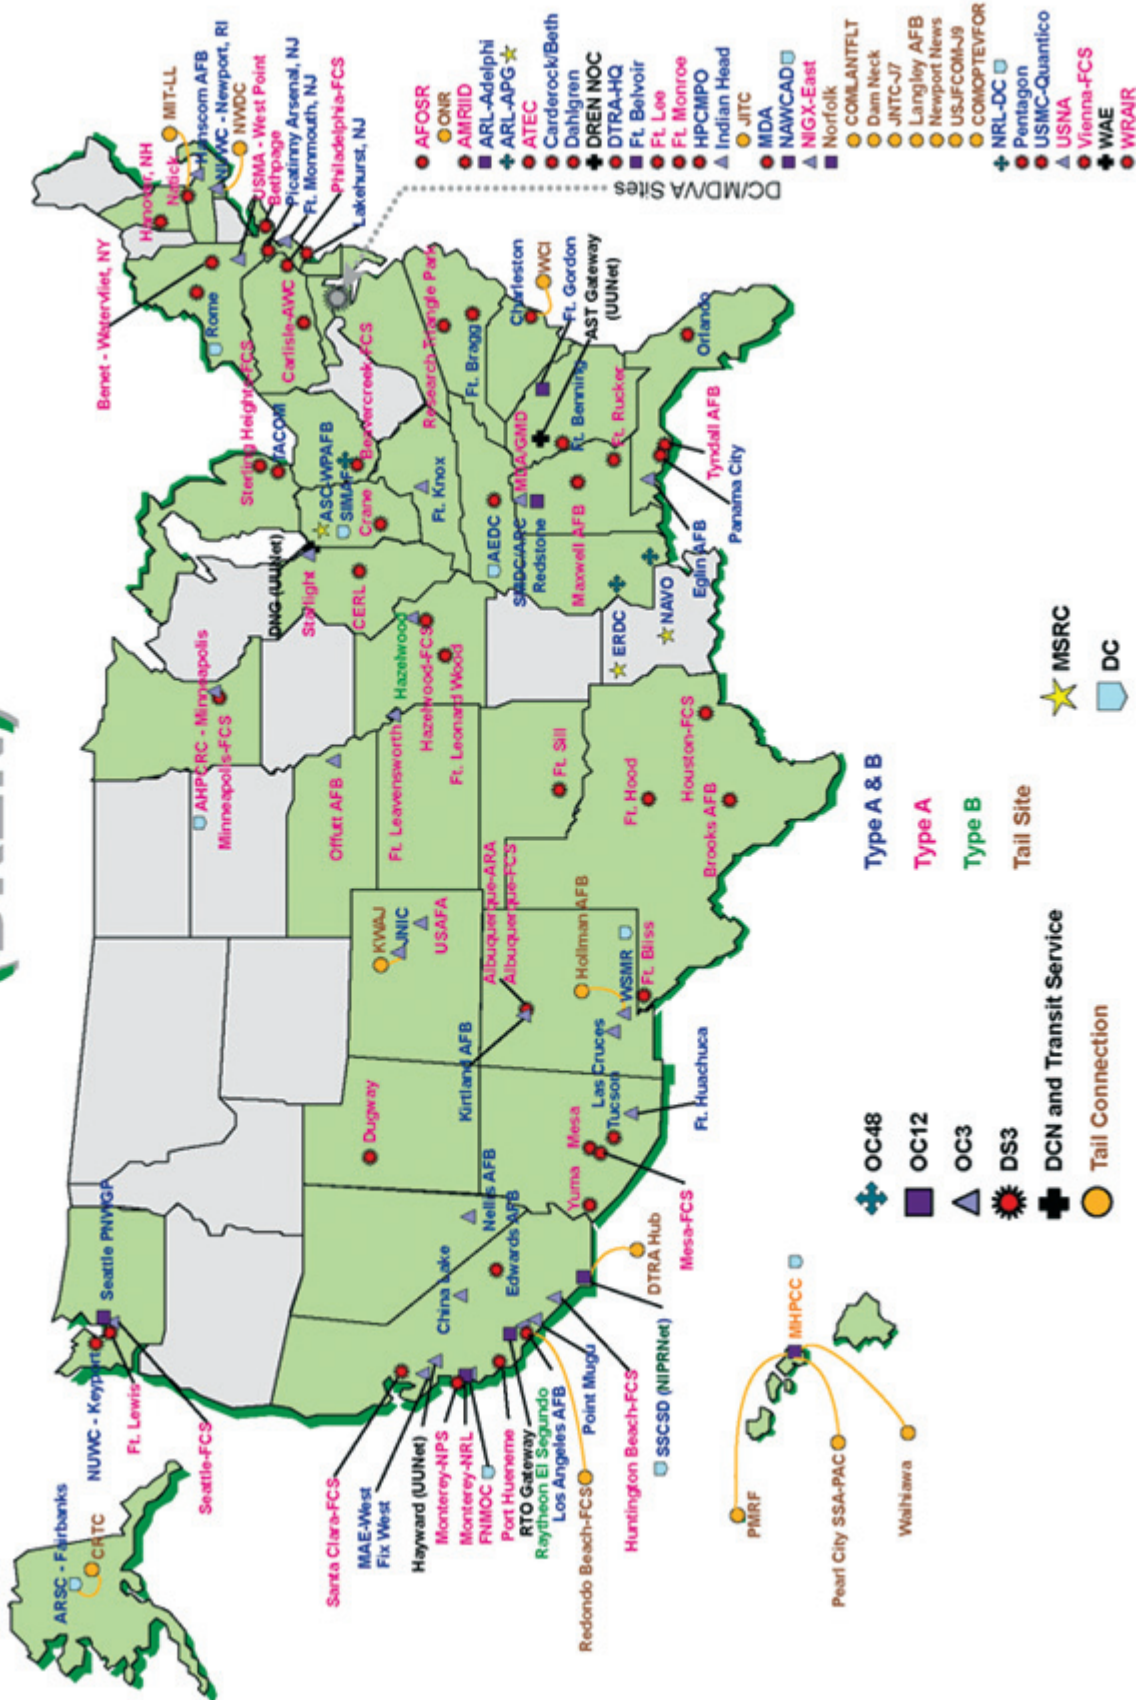 (DREN)
ARSC - Fairbanks
CRTC
NUWC - Keyport
Ft. Lewis
Seattle-FCS
Seattle PNWGP
Santa Clara-FCS
MAE-West
Fix West
Hayward (UUNet)
Monterey-NPS
Monterey-NRL
FNMOC
Port Hueneme
RTO Gateway
Raytheon El Segundo
Los Angeles AFB
Redondo Beach-FCS
Point Mugu
Huntington Beach-FCS
SSCSD (NIPRNet)
DTRA Hub
China Lake
Edwards AFB
Nellis AFB
Dugway
Yuma
Mesa
Mesa-FCS
Tucson
Las Cruces
Ft. Huachuca
Kirtland AFB
Albuquerque-ARA
Albuquerque-FCS
KWAJ
JNIC
USAFA
Hollman AFB
WSMR
Ft. Bliss
AHPCRC - Minneapolis
Minneapolis-FCS
Offutt AFB
Ft. Leavensworth
Hazelwood
Hazelwood-FCS
Ft. Leonard Wood
Ft. Sill
Ft. Hood
Houston-FCS
Brooks AFB
DNG (UUNet)
Starlight
CERL
Crane
Sterling Heights-FCS
TACOM
ASC-WPAFB
SIMAF
Beavercreek-FCS
Ft. Knox
AEDC
SMDC/ARC
Redstone
MDA/GMD
Maxwell AFB
ERDC
NAVO
Eglin AFB
Panama City
Tyndall AFB
Ft. Rucker
Ft. Benning
AST Gateway
(UUNet)
Ft. Gordon
WCI
Charleston
Orlando
Ft. Bragg
Research Triangle Park
Benet - Watervliet, NY
Rome
Carlisle-AWC
Hanover, NH
Natick
MIT-LL
Hanscom AFB
NUWC - Newport, RI
NWDC
USMA - West Point
Bethpage
Picatinny Arsenal, NJ
Ft. Monmouth, NJ
Philadelphia-FCS
Lakehurst, NJ
DC/MD/VA Sites
AFOSR
ONR
AMRIID
ARL-Adelphi
ARL-APG
ATEC
Carderock/Beth
Dahlgren
DREN NOC
DTRA-HQ
Ft. Belvoir
Ft. Lee
Ft. Monroe
HPCMPO
Indian Head
JITC
MDA
NAWCAD
NIGX-East
Norfolk
COMLANTFLT
Dam Neck
JNTC-J7
Langley AFB
Newport News
USJFCOM-J9
COMOPTEVFOR
NRL-DC
Pentagon
USMC-Quantico
USNA
Vienna-FCS
WAE
WRAIR
PMRF
Pearl City SSA-PAC
Wahiawa
MHPCC
OC48
OC12
OC3
DS3
DCN and Transit Service
Tail Connection
Type A & B
Type A
Type B
Tail Site
MSRC
DC